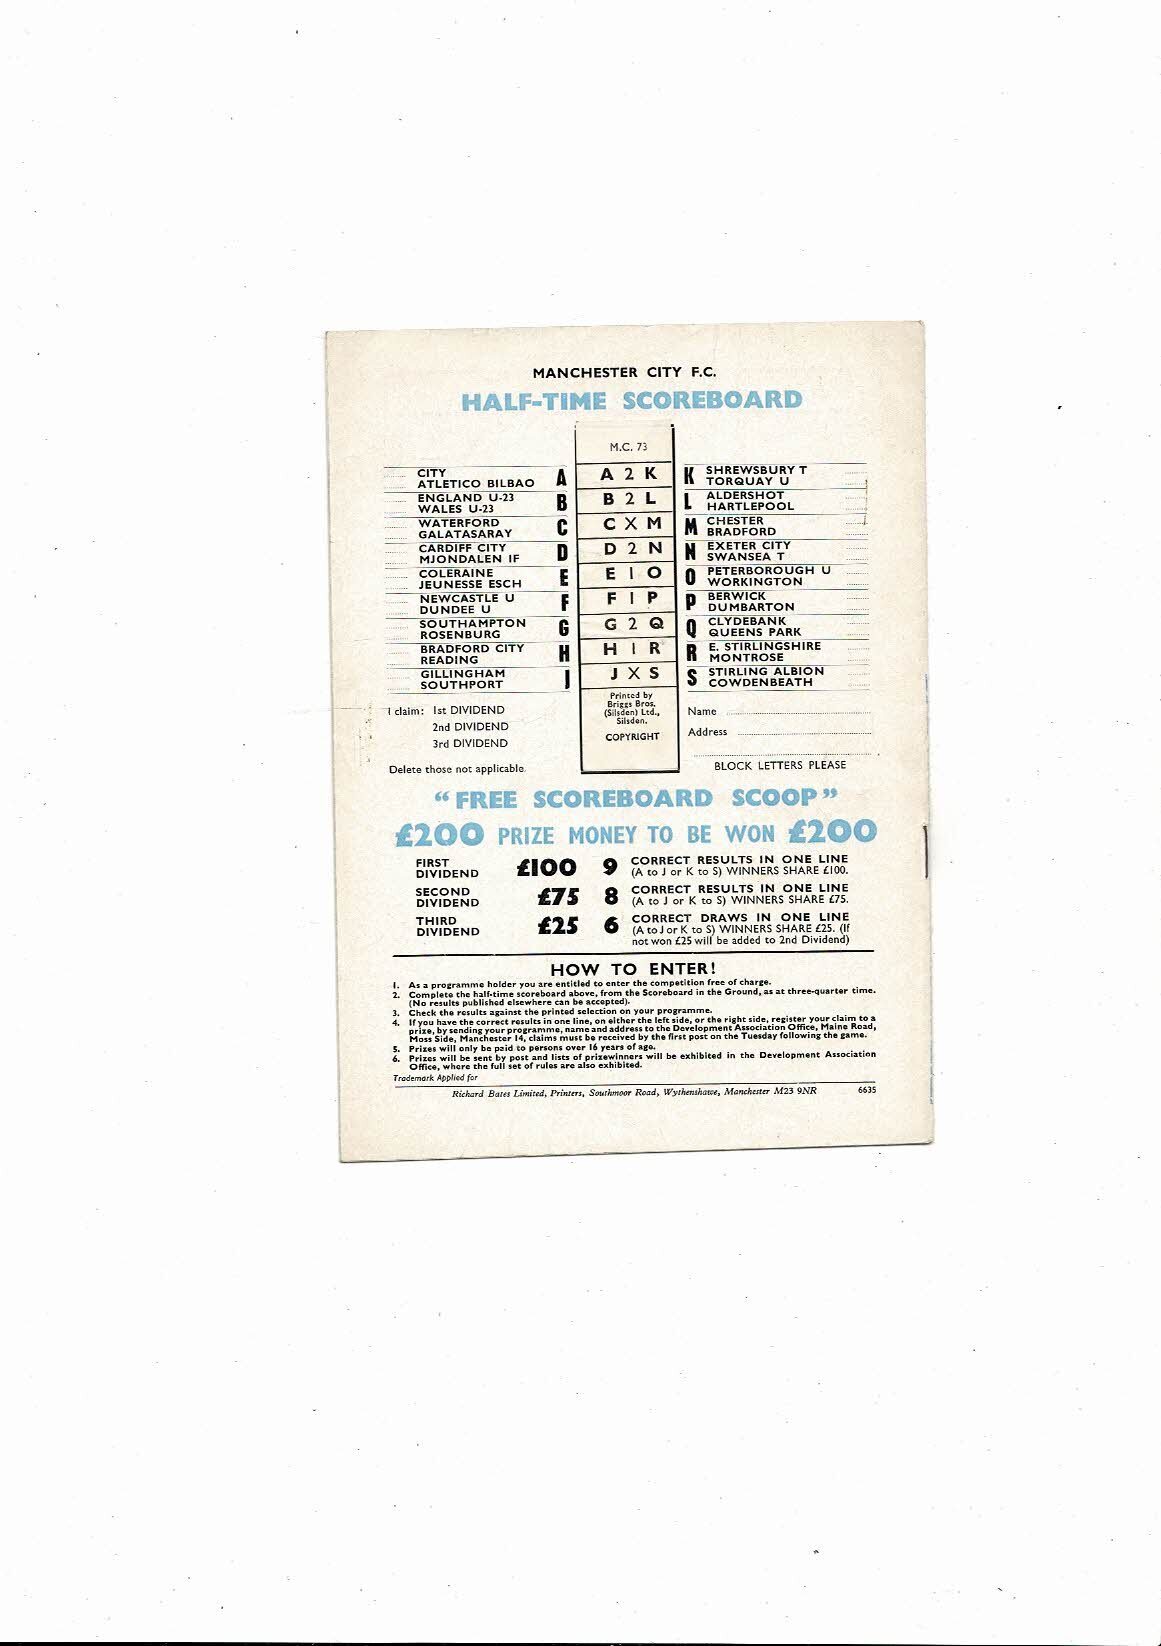 MANCHESTER CITY F.C.
HALF-TIME SCOREBOARD
M.C. 73
CITY
ATLETICO BILBAO A
ENGLAND U-23
WALES U-23 B
WATERFORD
GALATASARAY C
CARDIFF CITY
MJONDALEN IF D
COLERAINE
JEUNESSE ESCH E
NEWCASTLE U
DUNDEE U F
SOUTHAMPTON
ROSENBURG G
BRADFORD CITY
READING H
GILLINGHAM
SOUTHPORT J
A 2 K
B 2 L
C X M
D 2 N
E 1 O
F 1 P
G 2 Q
H 1 R
J X S
Printed by
Briggs Bros.
(Silsden) Ltd.,
Silsden.
COPYRIGHT
K SHREWSBURY T
TORQUAY U
L ALDERSHOT
HARTLEPOOL
M CHESTER
BRADFORD
N EXETER CITY
SWANSEA T
O PETERBOROUGH U
WORKINGTON
P BERWICK
DUMBARTON
Q CLYDEBANK
QUEENS PARK
R E. STIRLINGSHIRE
MONTROSE
S STIRLING ALBION
COWDENBEATH
I claim: 1st DIVIDEND
2nd DIVIDEND
3rd DIVIDEND
Delete those not applicable.
Name
Address
BLOCK LETTERS PLEASE
"FREE SCOREBOARD SCOOP"
£200 PRIZE MONEY TO BE WON £200
FIRST
DIVIDEND £100 9 CORRECT RESULTS IN ONE LINE
(A to J or K to S) WINNERS SHARE £100.
SECOND
DIVIDEND £75 8 CORRECT RESULTS IN ONE LINE
(A to J or K to S) WINNERS SHARE £75.
THIRD
DIVIDEND £25 6 CORRECT DRAWS IN ONE LINE
(A to J or K to S) WINNERS SHARE £25. (If
not won £25 will be added to 2nd Dividend)
HOW TO ENTER!
1. As a programme holder you are entitled to enter the competition free of charge.
2. Complete the half-time scoreboard above, from the Scoreboard in the Ground, as at three-quarter time.
(No results published elsewhere can be accepted).
3. Check the results against the printed selection on your programme.
4. If you have the correct results in one line, on either the left side, or the right side, register your claim to a
prize, by sending your programme, name and address to the Development Association Office, Maine Road,
Moss Side, Manchester 14, claims must be received by the first post on the Tuesday following the game.
5. Prizes will only be paid to persons over 16 years of age.
6. Prizes will be sent by post and lists of prizewinners will be exhibited in the Development Association
Office, where the full set of rules are also exhibited.
Trademark Applied for
Richard Bates Limited, Printers, Southmoor Road, Wythenshawe, Manchester M23 9NR 6635